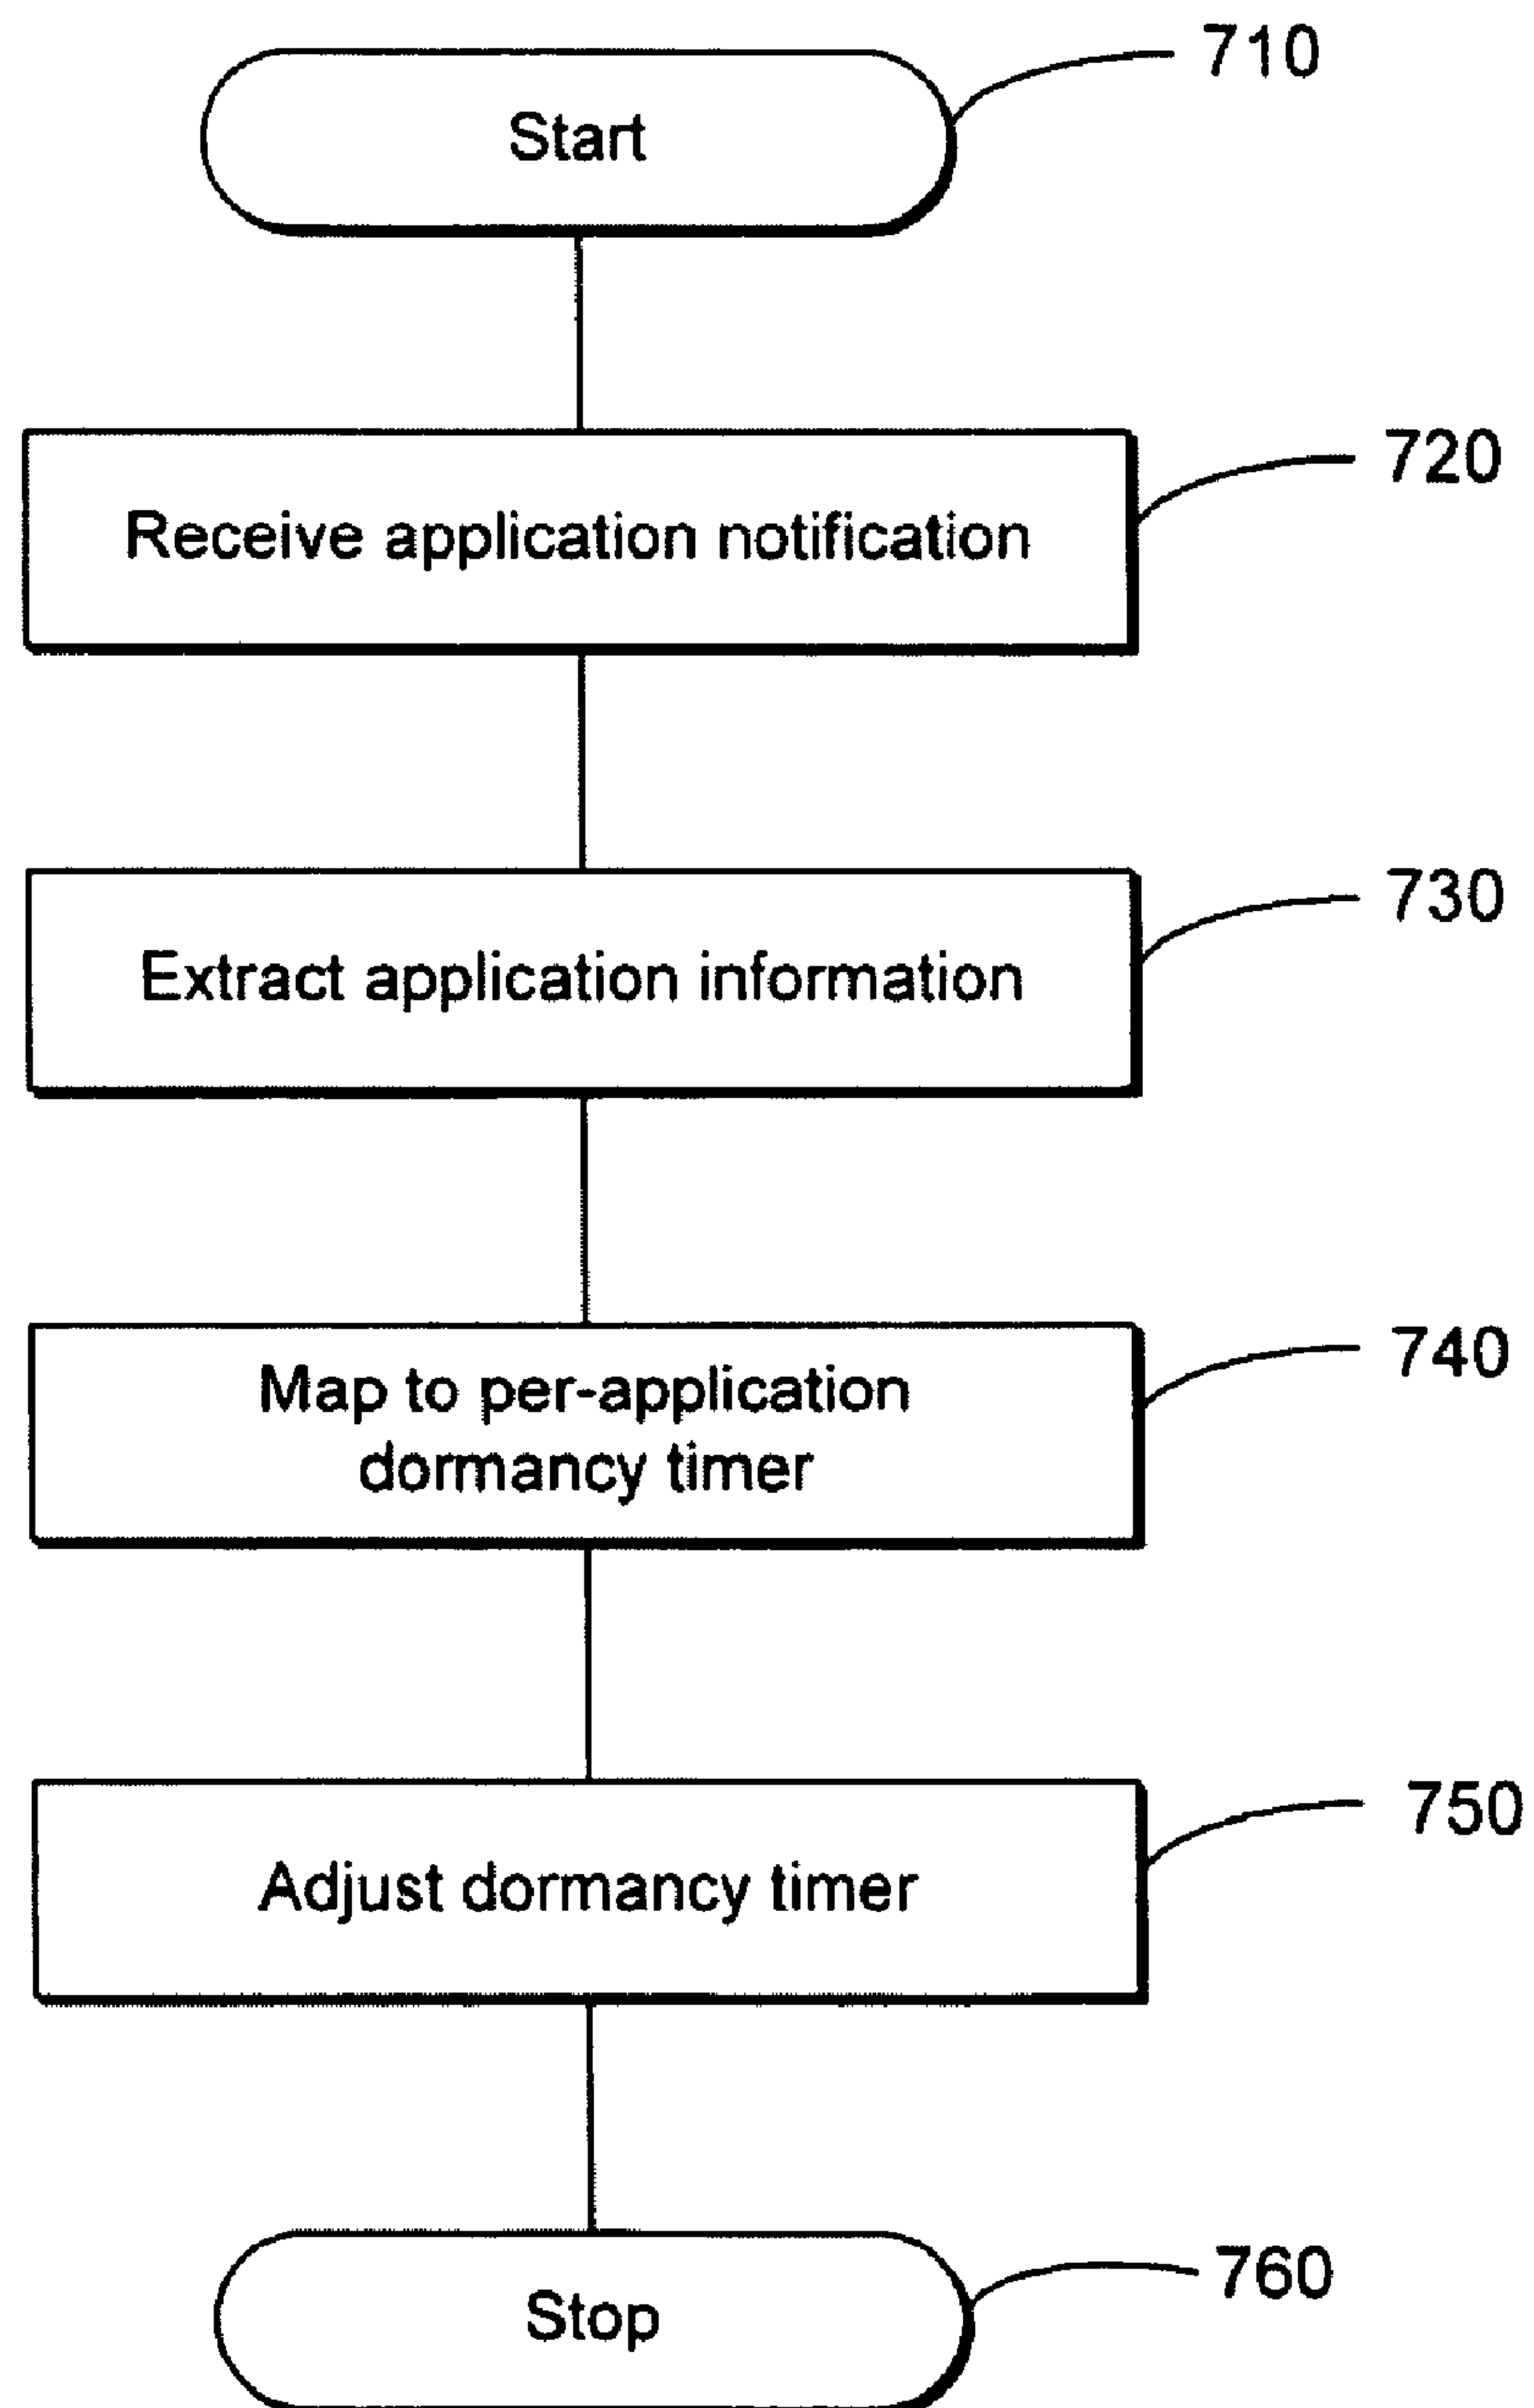 710
Start
720
Receive application notification
730
Extract application information
740
Map to per-application
dormancy timer
750
Adjust dormancy timer
760
Stop